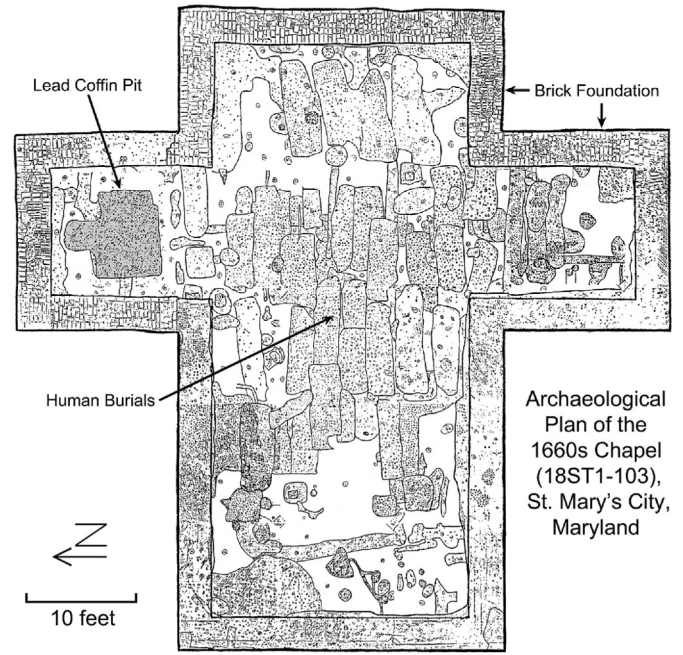 Lead Coffin Pit
Brick Foundation
Human Burials
Archaeological
Plan of the
1660s Chapel
(18ST1-103),
St. Mary's City,
Maryland
N
10 feet